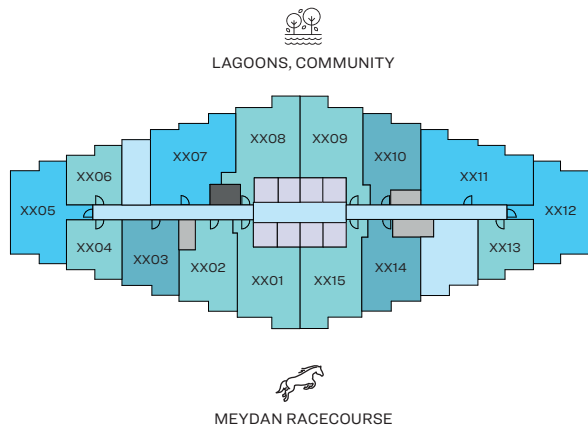 LAGOONS, COMMUNITY
XX08
XX09
XX07
XX10
XX06
XX11
XX05
XX12
XX04
XX13
XX03
XX14
XX02
XX01
XX15
MEYDAN RACECOURSE